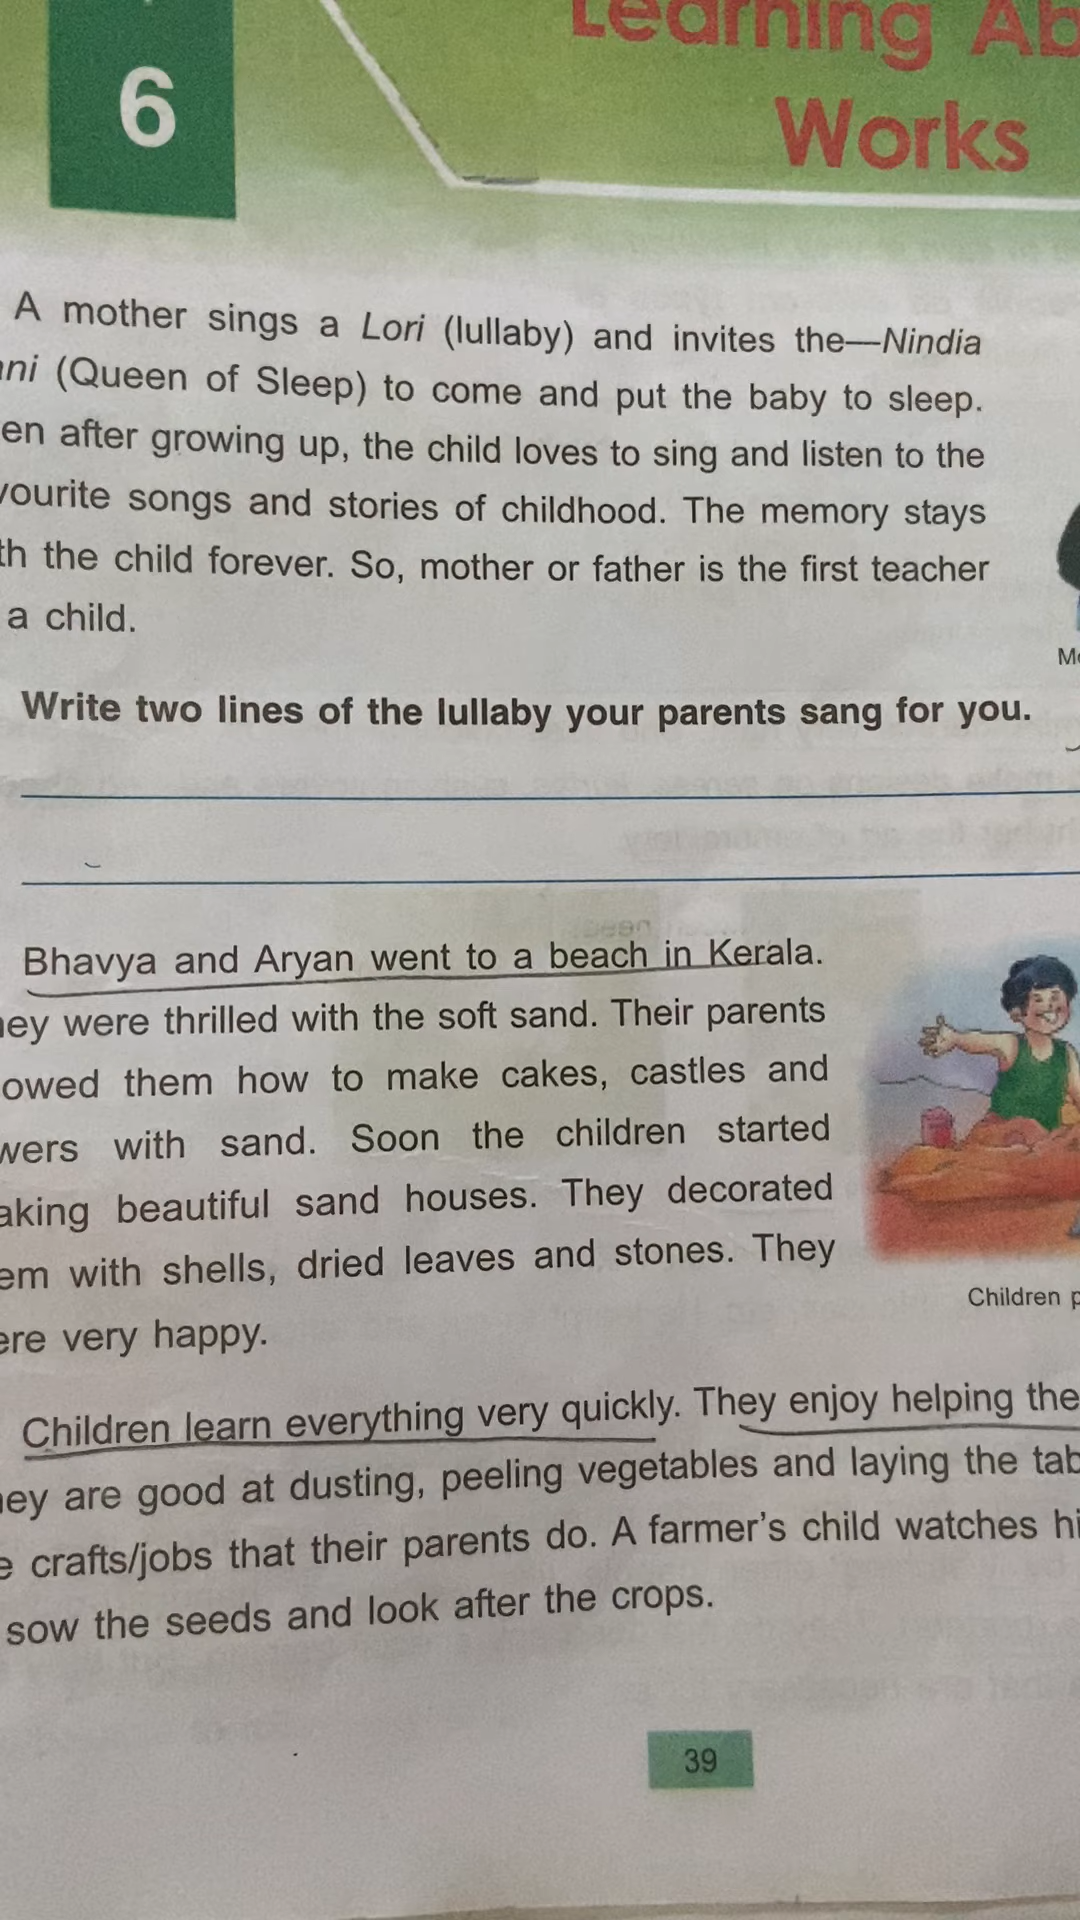 6
Learning Ab
Works
A mother sings a Lori (lullaby) and invites the—Nindia
ni (Queen of Sleep) to come and put the baby to sleep.
en after growing up, the child loves to sing and listen to the
vourite songs and stories of childhood. The memory stays
th the child forever. So, mother or father is the first teacher
a child.
M
Write two lines of the lullaby your parents sang for you.
Bhavya and Aryan went to a beach in Kerala.
ey were thrilled with the soft sand. Their parents
owed them how to make cakes, castles and
wers with sand. Soon the children started
aking beautiful sand houses. They decorated
em with shells, dried leaves and stones. They
ere very happy.
Children p
Children learn everything very quickly. They enjoy helping the
ey are good at dusting, peeling vegetables and laying the tab
e crafts/jobs that their parents do. A farmer's child watches hi
sow the seeds and look after the crops.
39